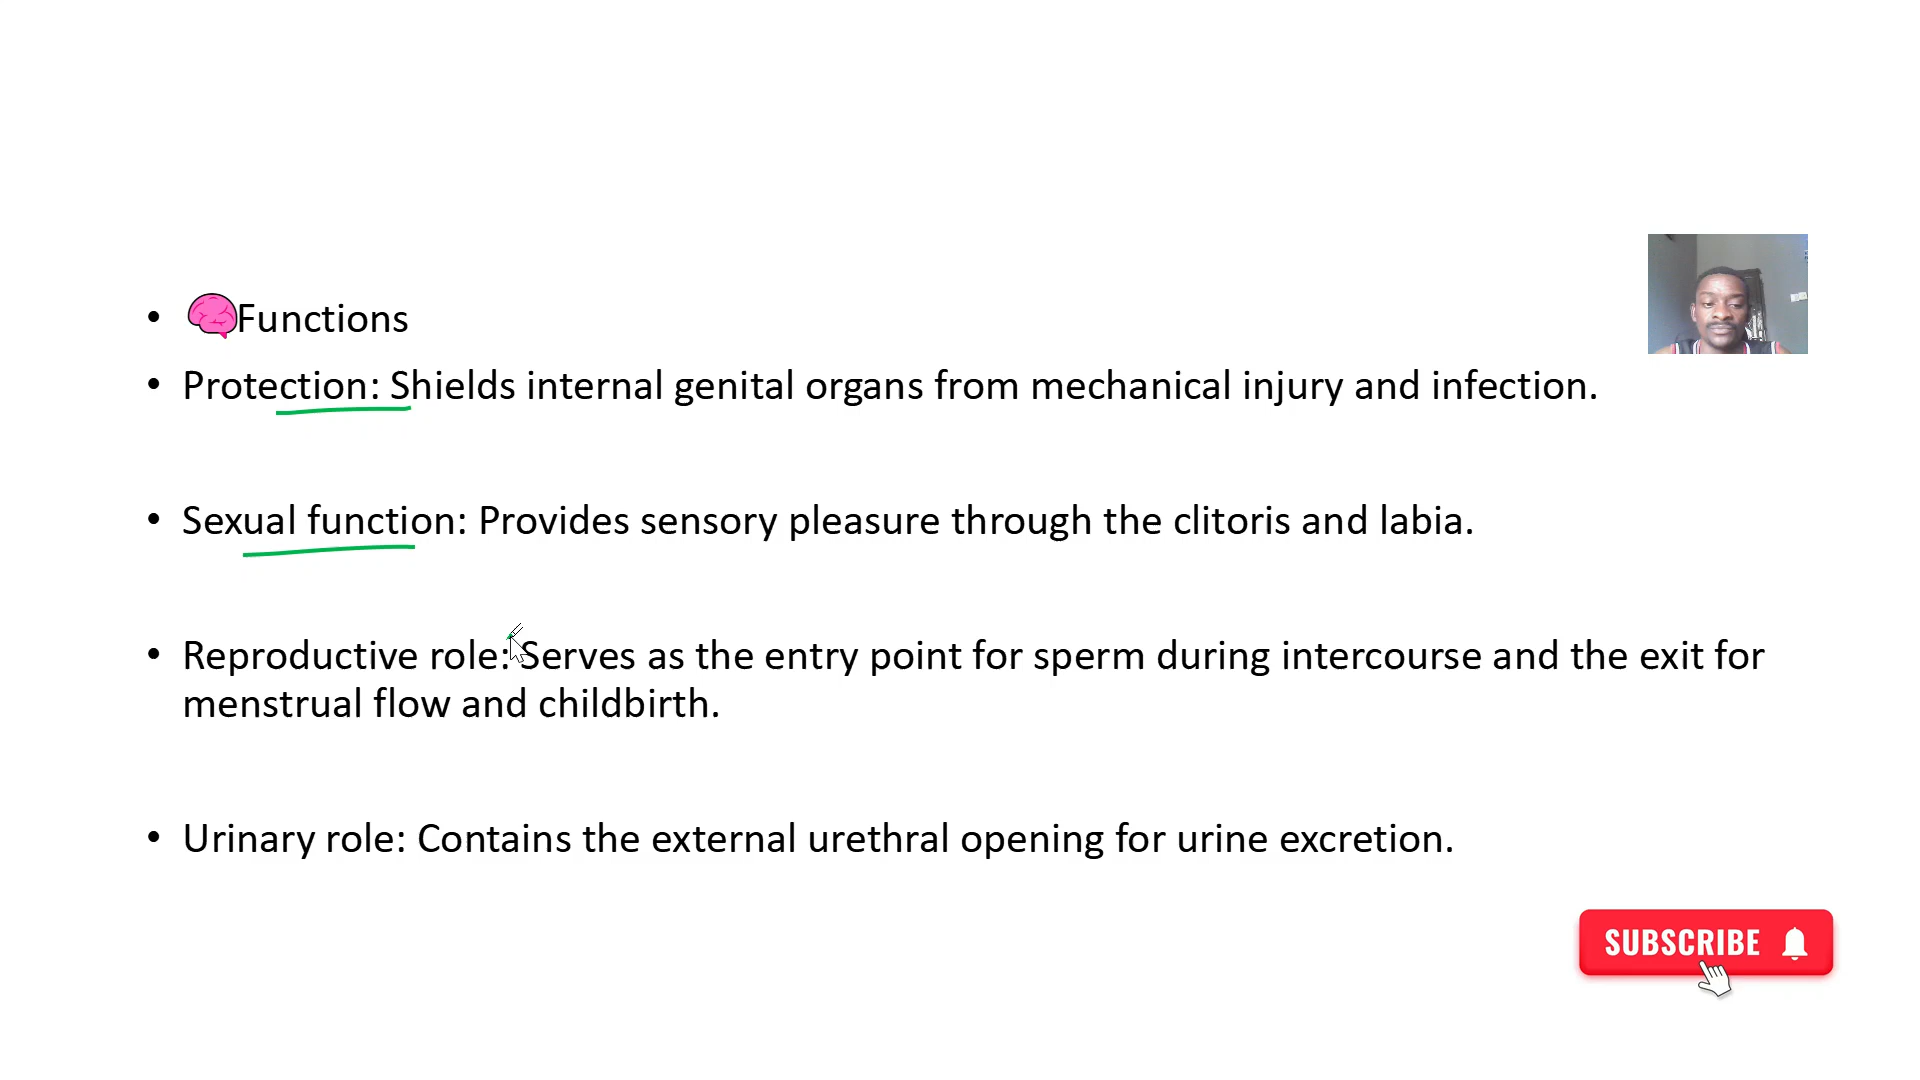 • Functions
• Protection: Shields internal genital organs from mechanical injury and infection.
• Sexual function: Provides sensory pleasure through the clitoris and labia.
• Reproductive role: Serves as the entry point for sperm during intercourse and the exit for
menstrual flow and childbirth.
• Urinary role: Contains the external urethral opening for urine excretion.
SUBSCRIBE